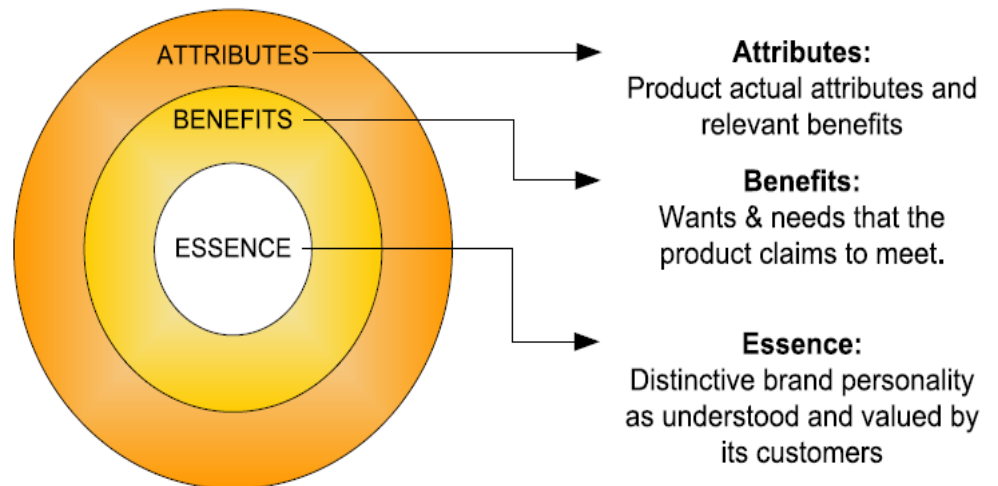 ATTRIBUTES
BENEFITS
ESSENCE
Attributes:
Product actual attributes and
relevant benefits
Benefits:
Wants & needs that the
product claims to meet.
Essence:
Distinctive brand personality
as understood and valued by
its customers